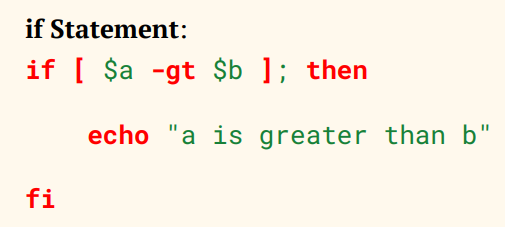 if Statement:
if [ $a -gt $b ]; then
echo "a is greater than b"
fi